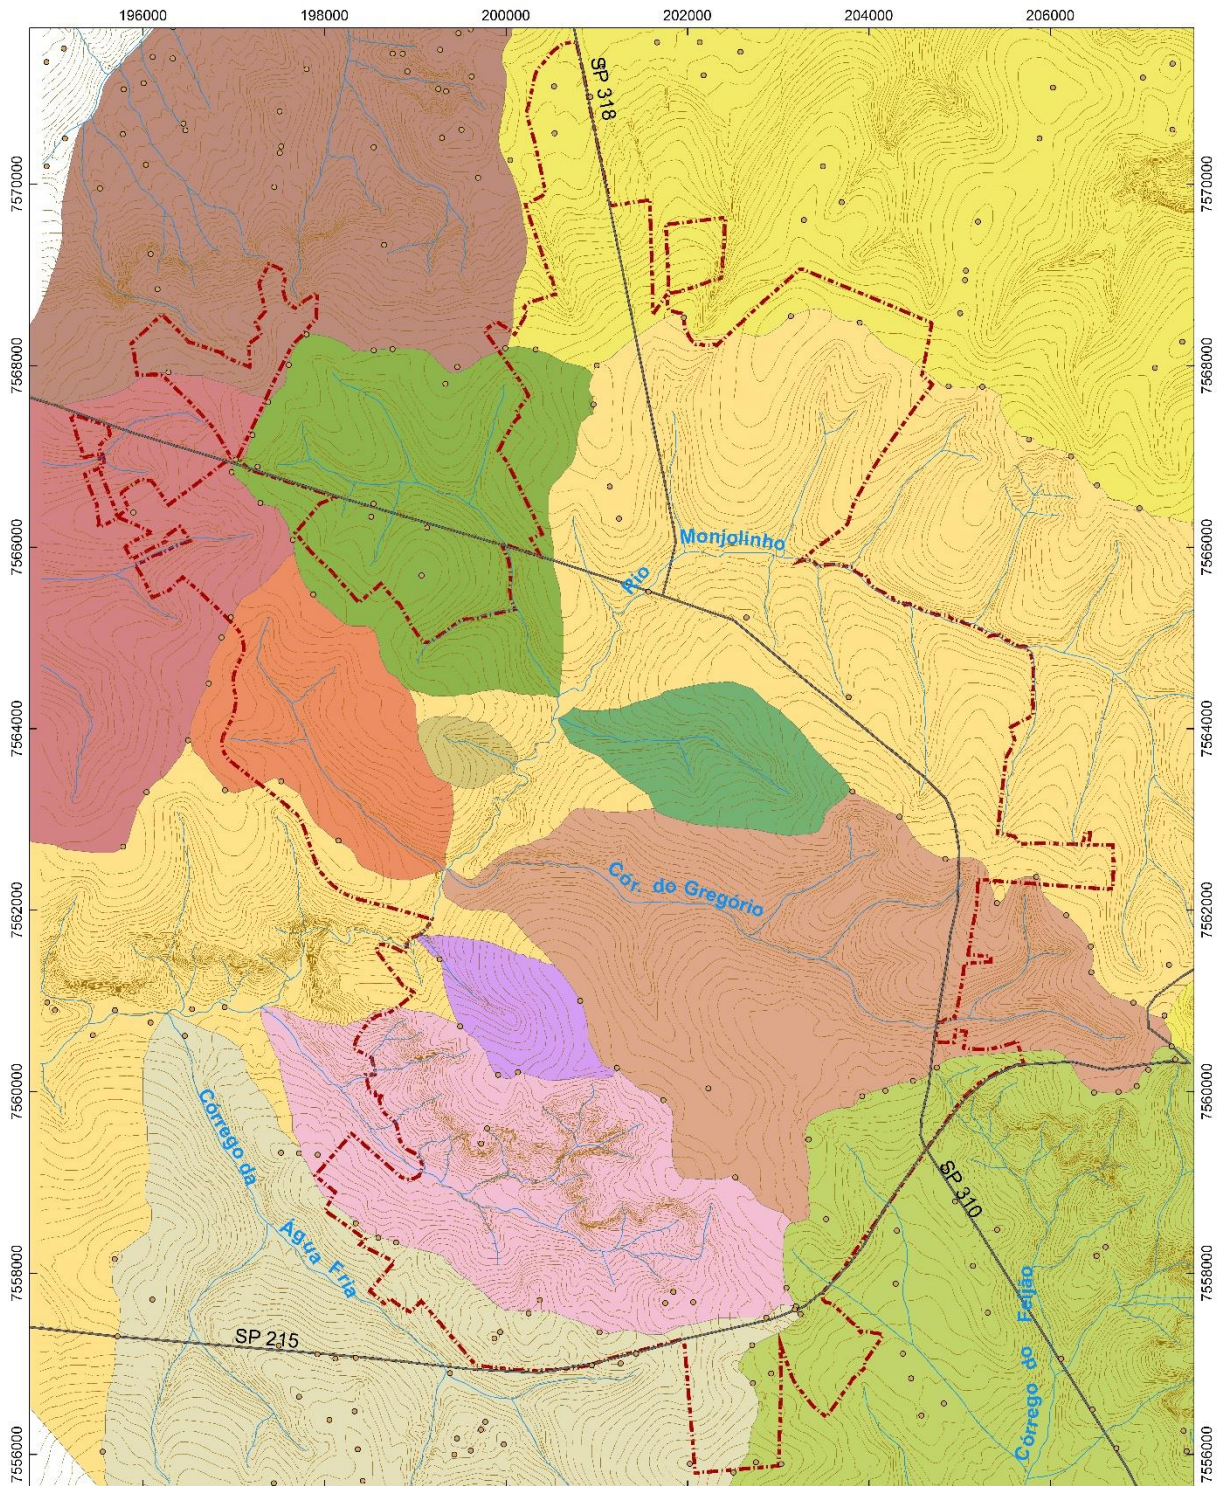 196000 198000 200000 202000 204000 206000
SP 318
7570000 7570000
7568000 7568000
7566000 7566000
Rio Monjolinho
7564000 7564000
Cór. do Gregório
7562000 7562000
7560000 7560000
Córrego da Água Fria
SP 310
7558000 7558000
Córrego do Feijão
SP 215
7556000 7556000